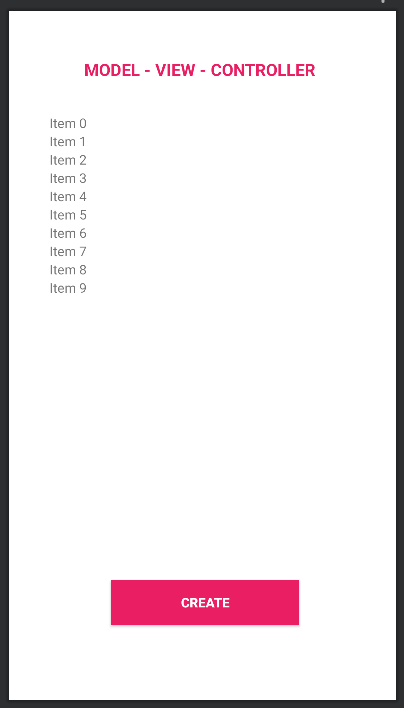 MODEL - VIEW - CONTROLLER
Item 0
Item 1
Item 2
Item 3
Item 4
Item 5
Item 6
Item 7
Item 8
Item 9
CREATE